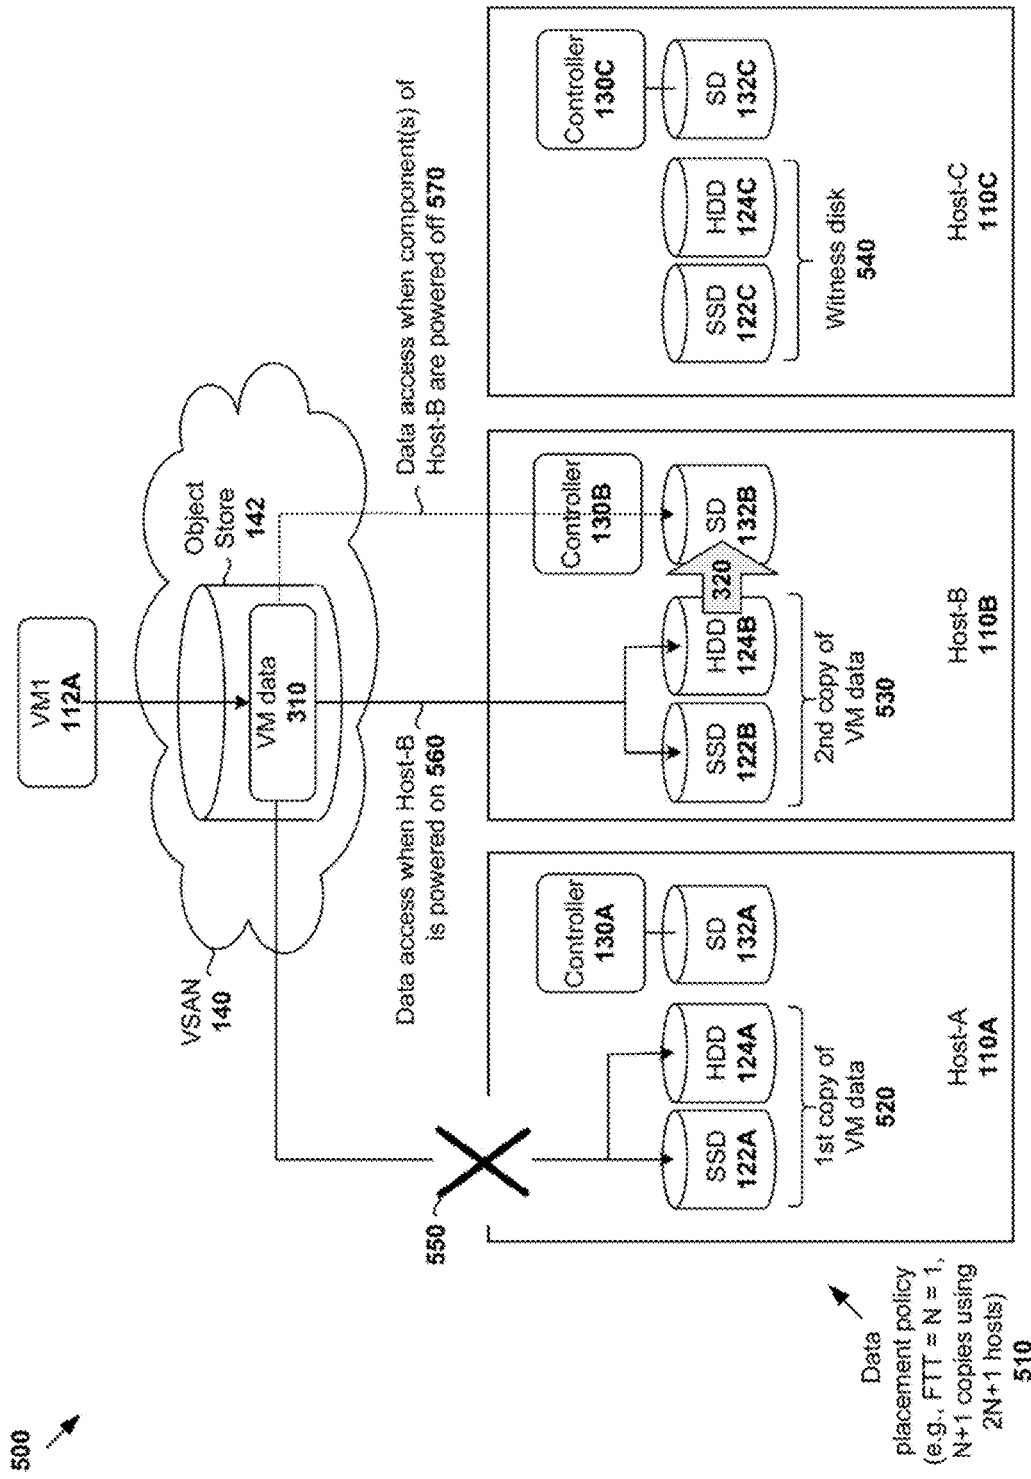 500
VM1
112A
Object
Store
142
VSAN
140
VM data
310
Data access when Host-B
is powered on 560
Data access when component(s) of
Host-B are powered off 570
550
Controller
130A
SSD
122A
HDD
124A
SD
132A
1st copy of
VM data
520
Host-A
110A
Controller
130B
SSD
122B
HDD
124B
320
SD
132B
2nd copy of
VM data
530
Host-B
110B
Controller
130C
SSD
122C
HDD
124C
SD
132C
Witness disk
540
Host-C
110C
Data
placement policy
(e.g., FTT = N = 1,
N+1 copies using
2N+1 hosts)
510